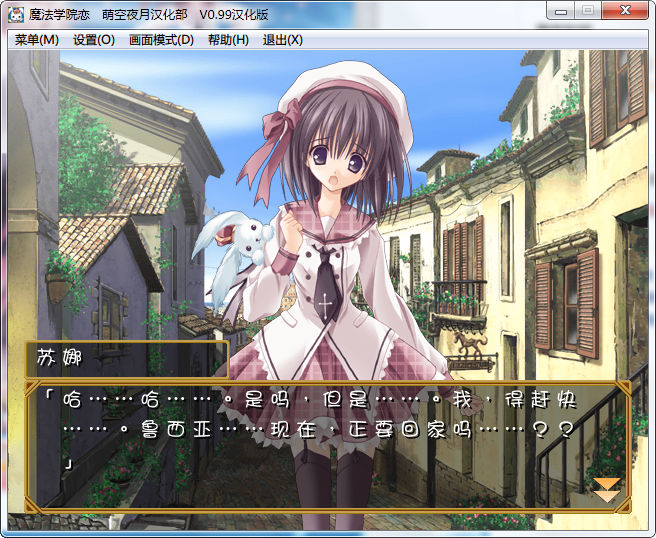 魔法学院恋　萌空夜月汉化部　V0.99汉化版
菜单(M) 设置(O) 画面模式(D) 帮助(H) 退出(X)
苏娜
「哈……哈……。是吗，但是……。我，得赶快
……。鲁西亚……现在，正要回家吗……？？
」